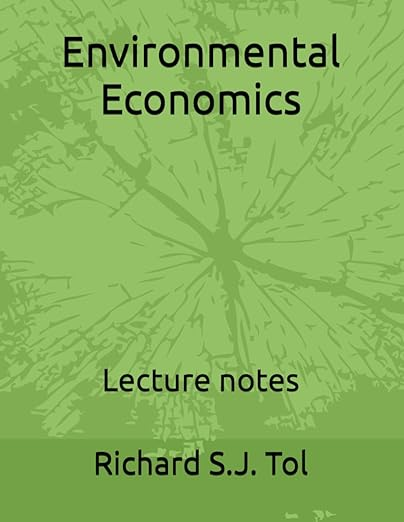 Environmental
Economics
Lecture notes
Richard S.J. Tol